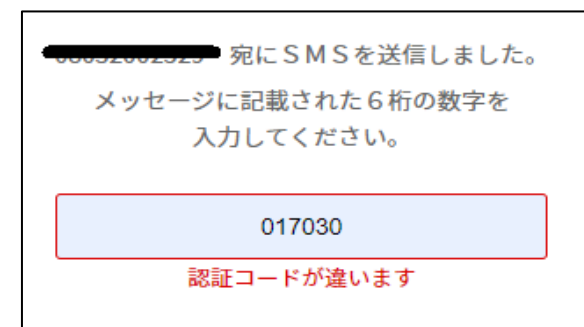 宛にＳＭＳを送信しました。
メッセージに記載された６桁の数字を
入力してください。
017030
認証コードが違います